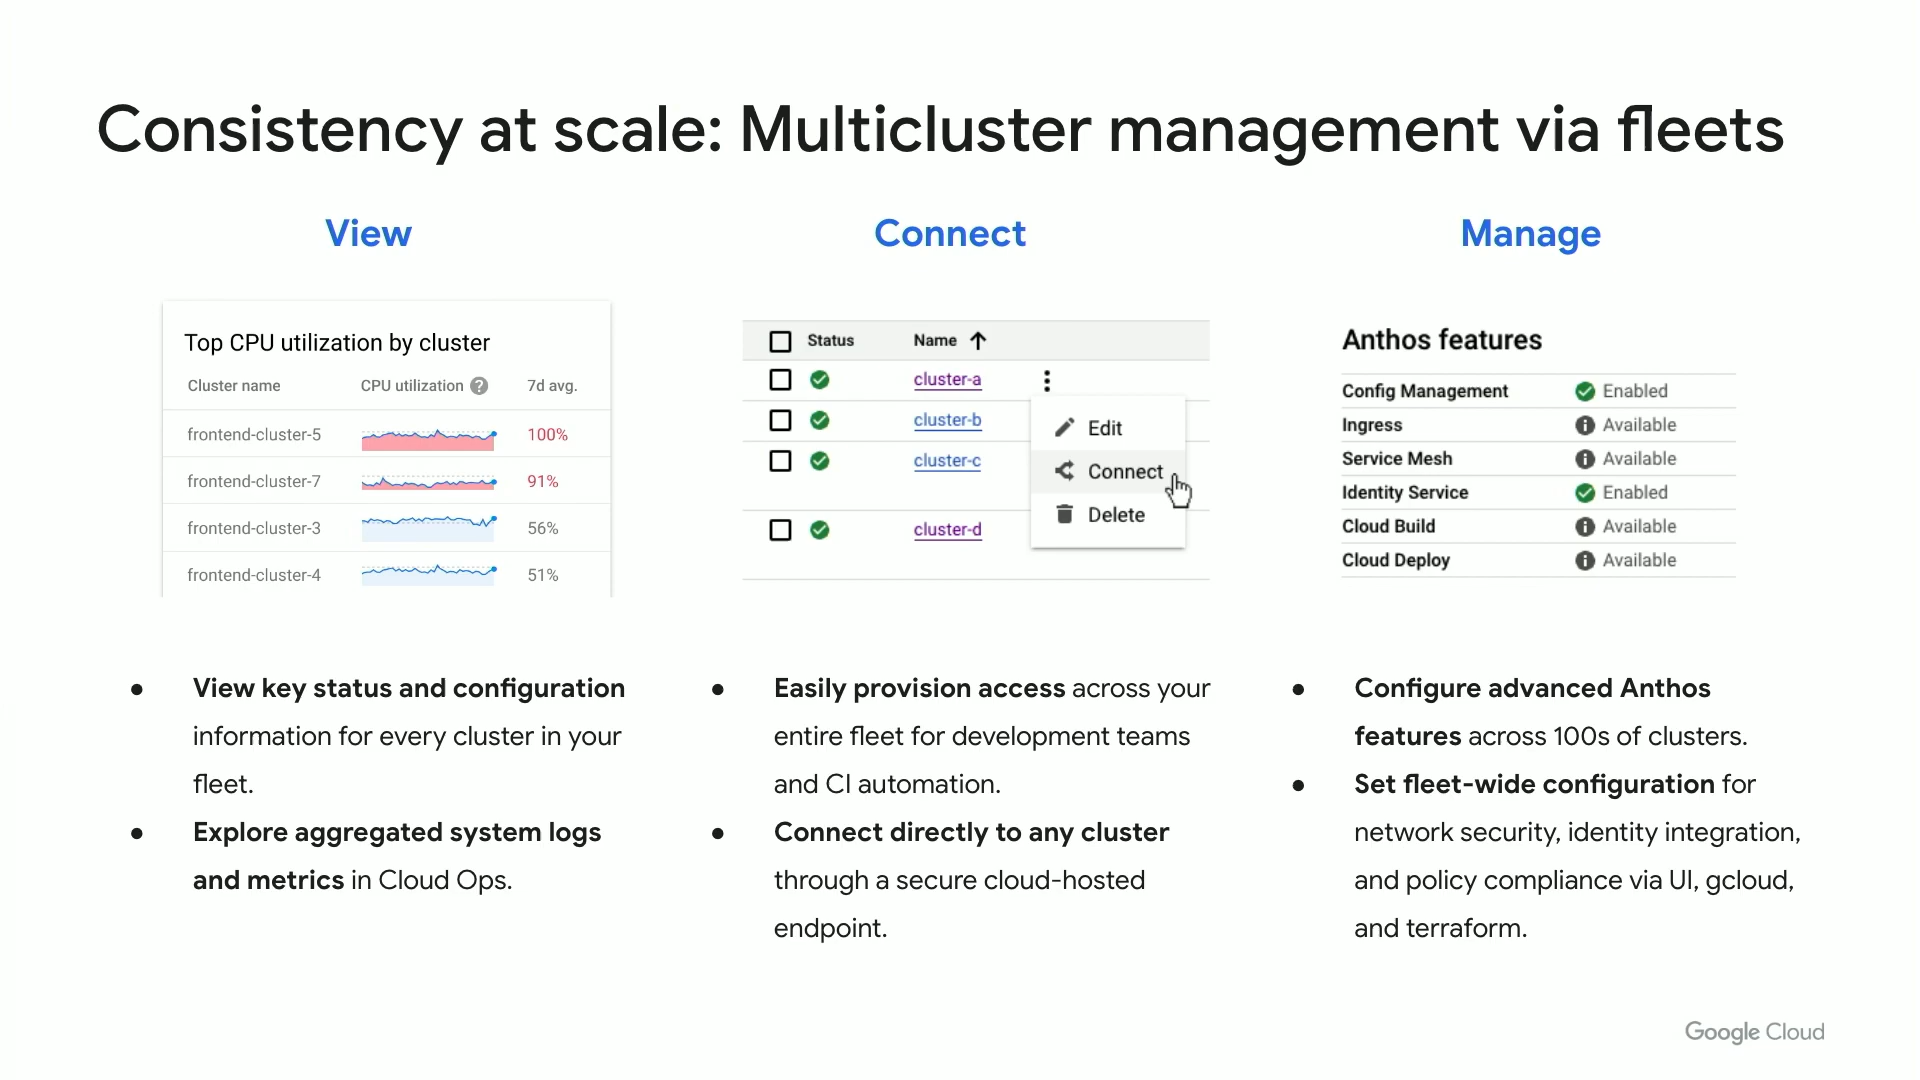 Consistency at scale: Multicluster management via fleets
View
Top CPU utilization by cluster
Cluster name CPU utilization ? 7d avg.
frontend-cluster-5 100%
frontend-cluster-7 91%
frontend-cluster-3 56%
frontend-cluster-4 51%
● View key status and configuration
information for every cluster in your
fleet.
● Explore aggregated system logs
and metrics in Cloud Ops.
Connect
Status Name ↑
cluster-a
cluster-b
cluster-c
cluster-d
Edit
Connect
Delete
● Easily provision access across your
entire fleet for development teams
and CI automation.
● Connect directly to any cluster
through a secure cloud-hosted
endpoint.
Manage
Anthos features
Config Management Enabled
Ingress Available
Service Mesh Available
Identity Service Enabled
Cloud Build Available
Cloud Deploy Available
● Configure advanced Anthos
features across 100s of clusters.
● Set fleet-wide configuration for
network security, identity integration,
and policy compliance via UI, gcloud,
and terraform.
Google Cloud